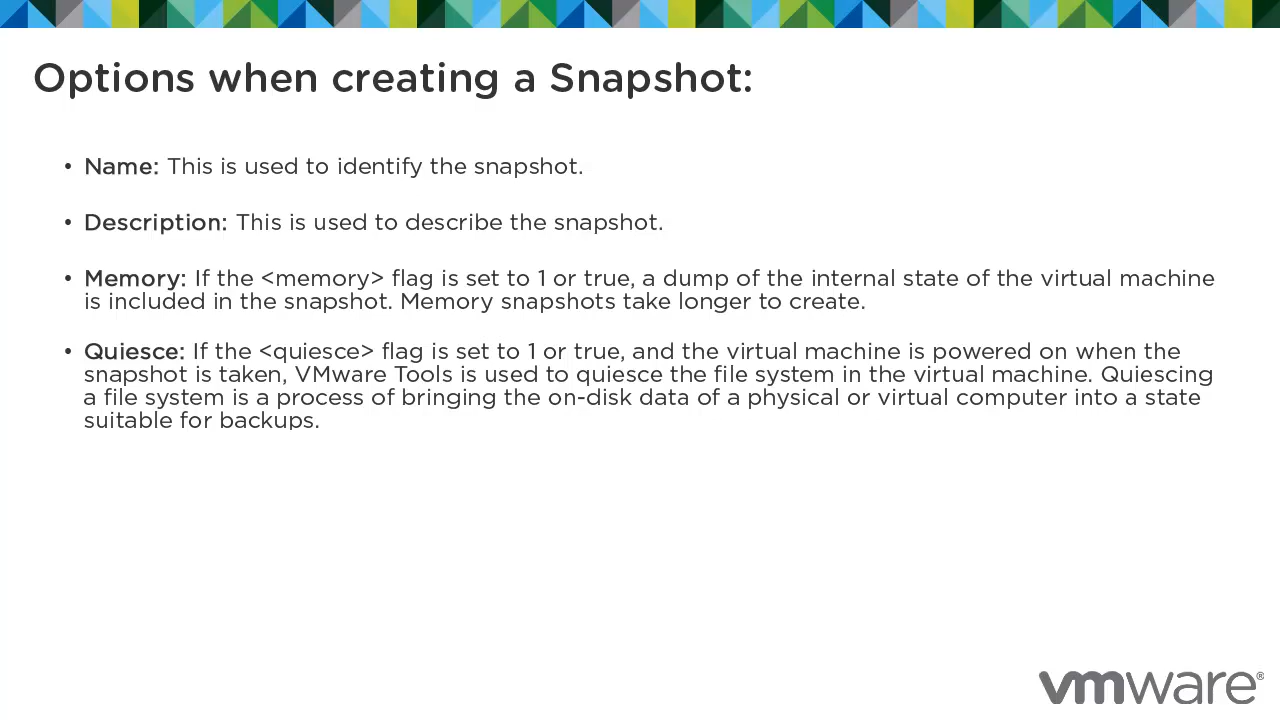 Options when creating a Snapshot:
• Name: This is used to identify the snapshot.
• Description: This is used to describe the snapshot.
• Memory: If the <memory> flag is set to 1 or true, a dump of the internal state of the virtual machine
is included in the snapshot. Memory snapshots take longer to create.
• Quiesce: If the <quiesce> flag is set to 1 or true, and the virtual machine is powered on when the
snapshot is taken, VMware Tools is used to quiesce the file system in the virtual machine. Quiescing
a file system is a process of bringing the on-disk data of a physical or virtual computer into a state
suitable for backups.
vmware®